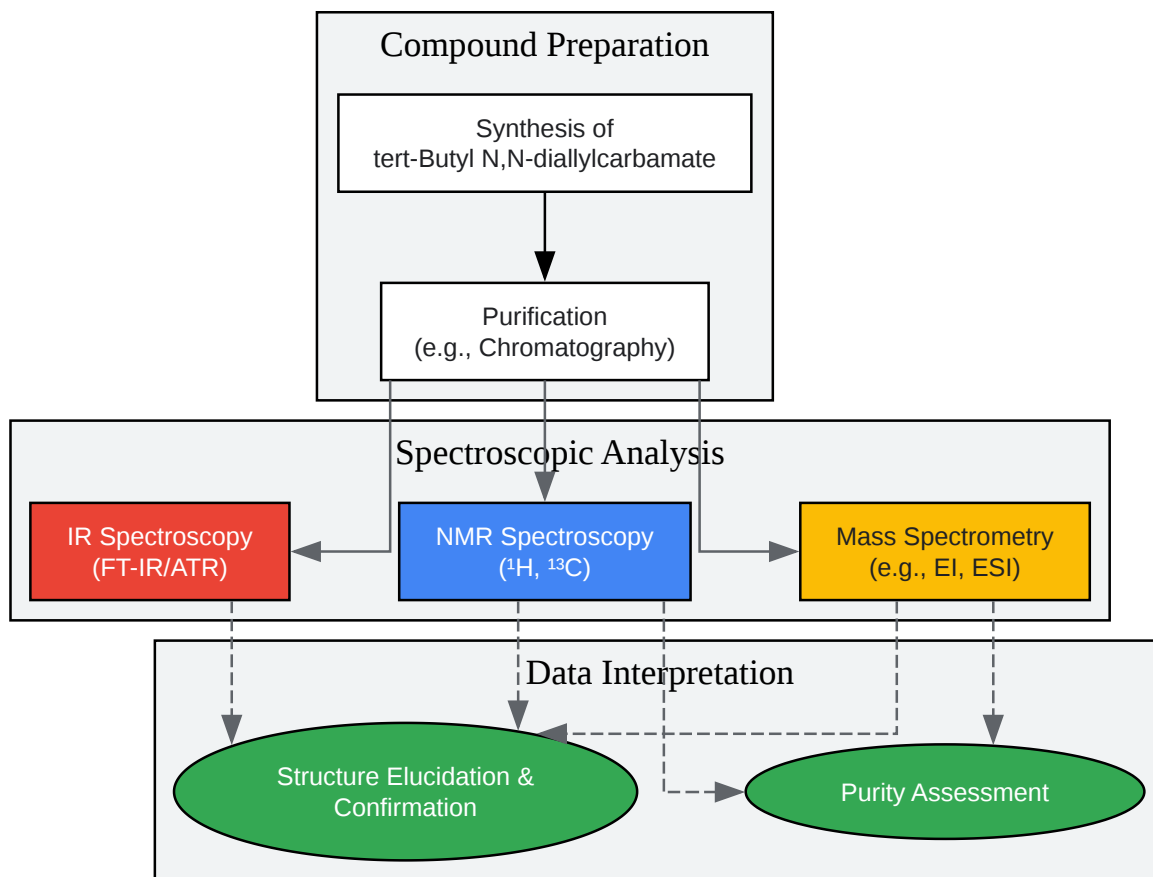 Compound Preparation
Synthesis of
tert-Butyl N,N-diallylcarbamate
Purification
(e.g., Chromatography)
Spectroscopic Analysis
IR Spectroscopy
(FT-IR/ATR)
NMR Spectroscopy
(¹H, ¹³C)
Mass Spectrometry
(e.g., EI, ESI)
Data Interpretation
Structure Elucidation &
Confirmation
Purity Assessment